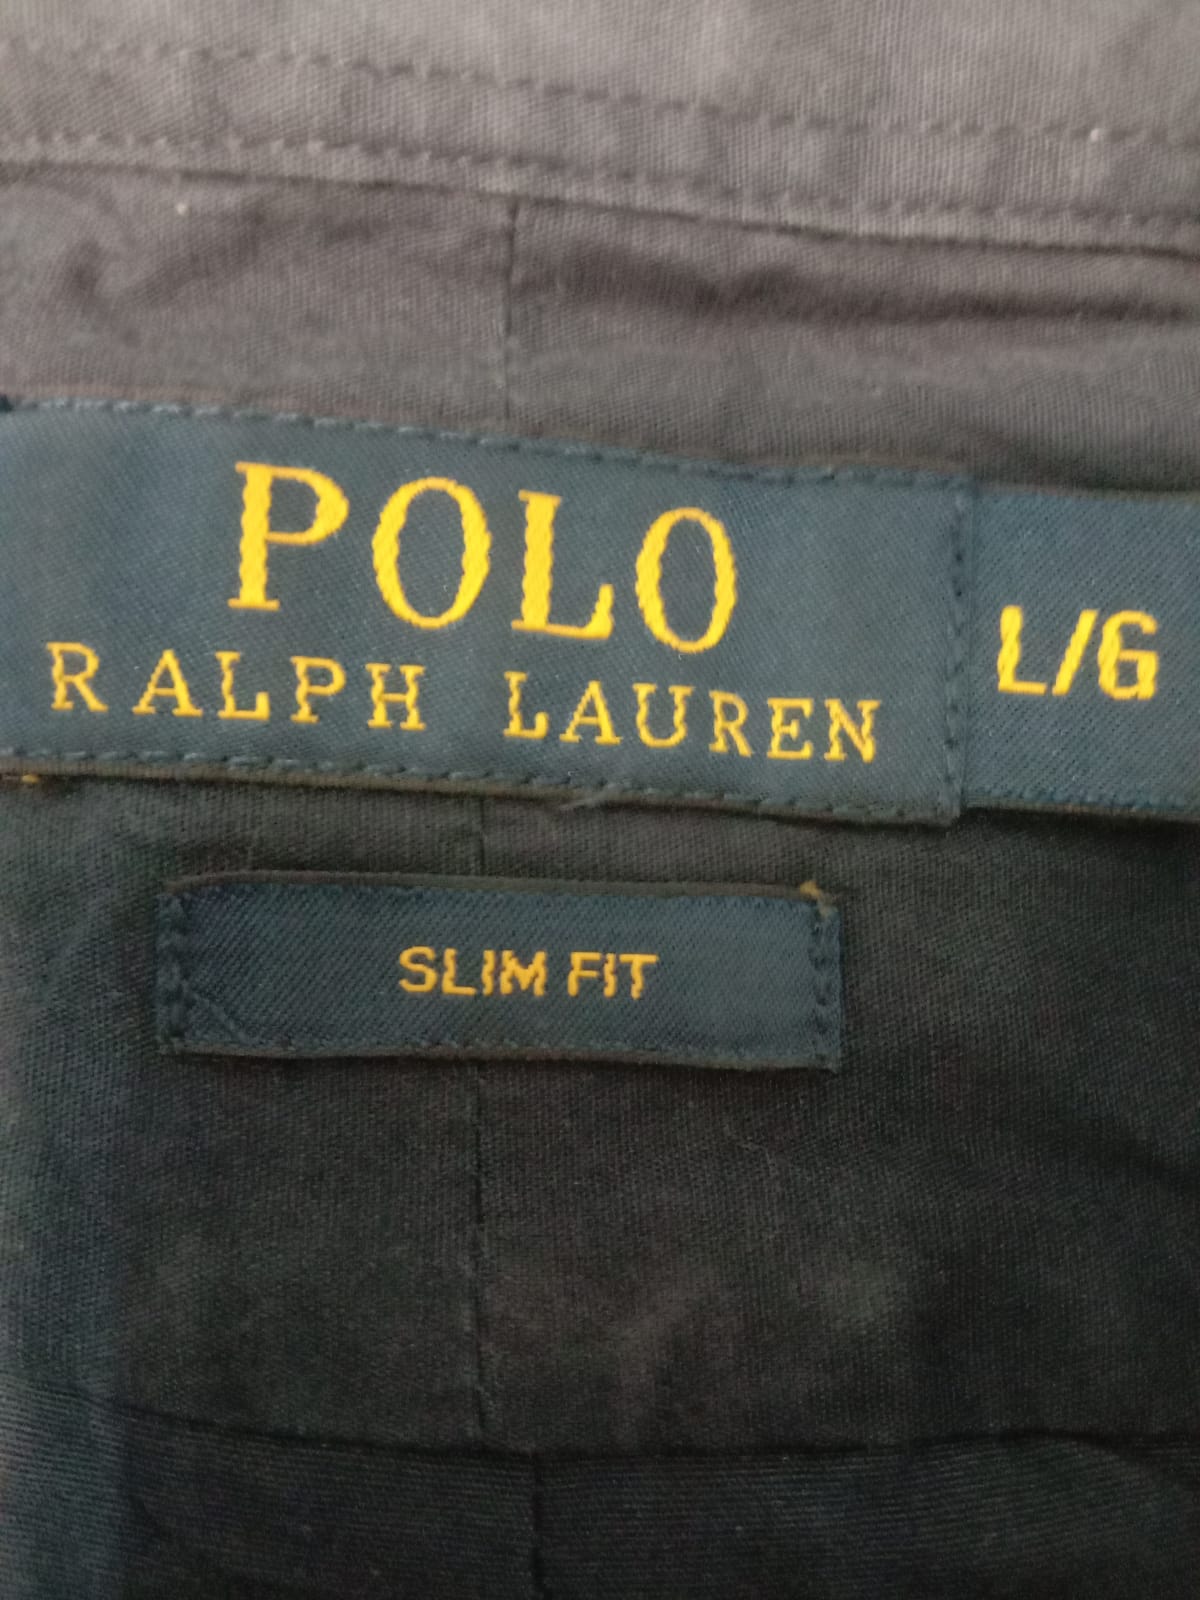 POLO
RALPH LAUREN
L/G
SLIM FIT